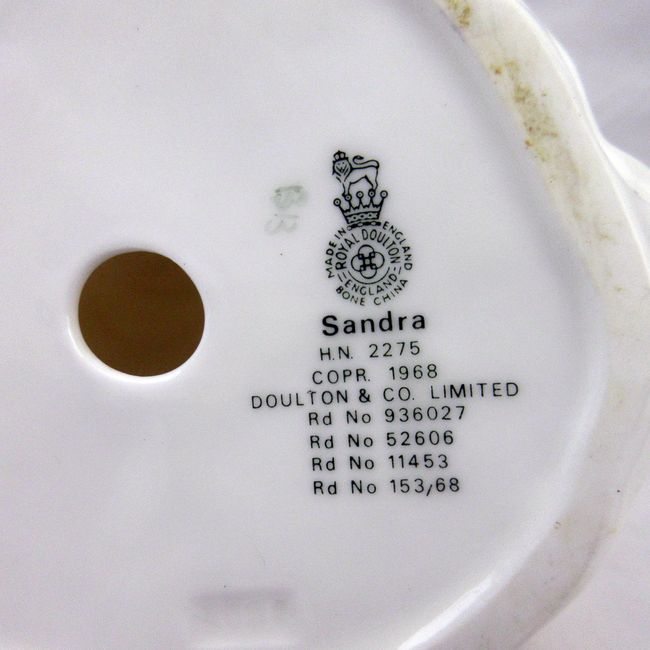 MADE IN ENGLAND
ROYAL DOULTON
ENGLAND
BONE CHINA
Sandra
H.N. 2275
COPR. 1968
DOULTON & CO. LIMITED
Rd No 936027
Rd No 52606
Rd No 11453
Rd No 153/68